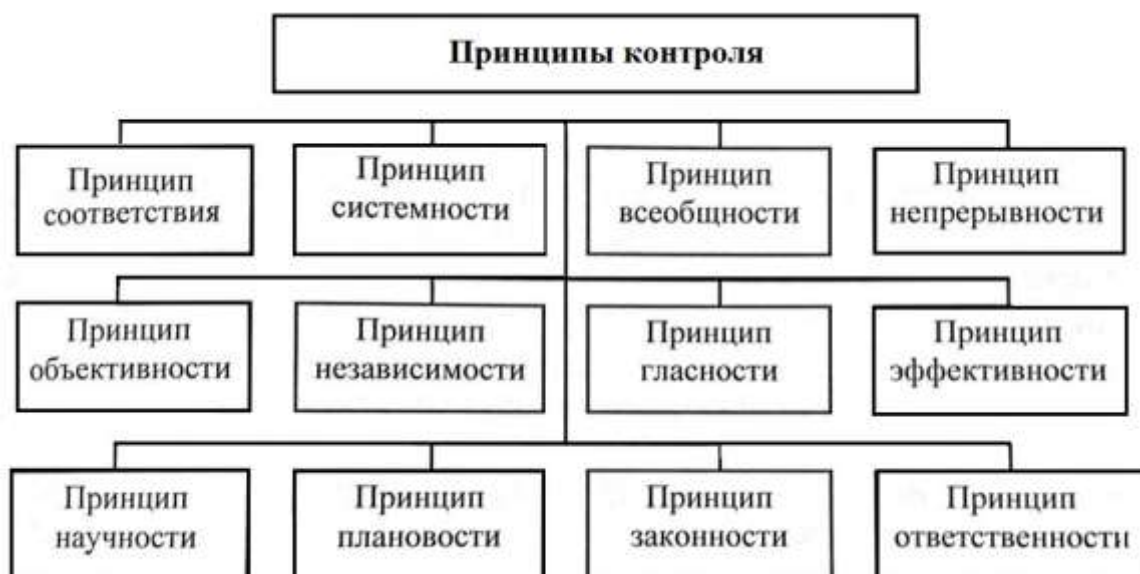 Принципы контроля
Принцип
соответствия
Принцип
системности
Принцип
всеобщности
Принцип
непрерывности
Принцип
объективности
Принцип
независимости
Принцип
гласности
Принцип
эффективности
Принцип
научности
Принцип
плановости
Принцип
законности
Принцип
ответственности